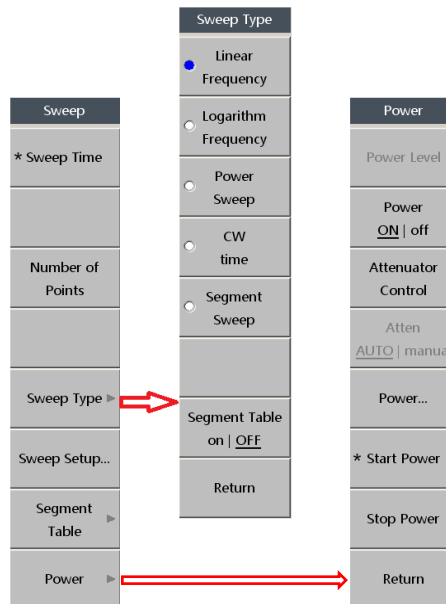 Sweep
* Sweep Time
Number of
Points
Sweep Type
Sweep Setup...
Segment
Table
Power
Sweep Type
Linear
Frequency
Logarithm
Frequency
Power
Sweep
CW
time
Segment
Sweep
Segment Table
on | OFF
Return
Power
Power Level
Power
ON | off
Attenuator
Control
Atten
AUTO | manua
Power...
* Start Power
Stop Power
Return